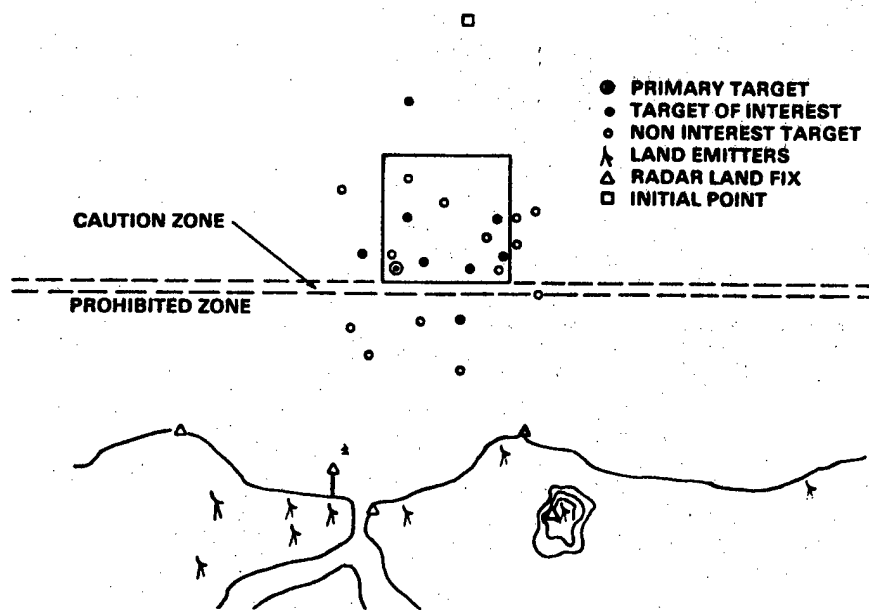 PRIMARY TARGET
TARGET OF INTEREST
NON INTEREST TARGET
LAND EMITTERS
RADAR LAND FIX
INITIAL POINT
CAUTION ZONE
PROHIBITED ZONE